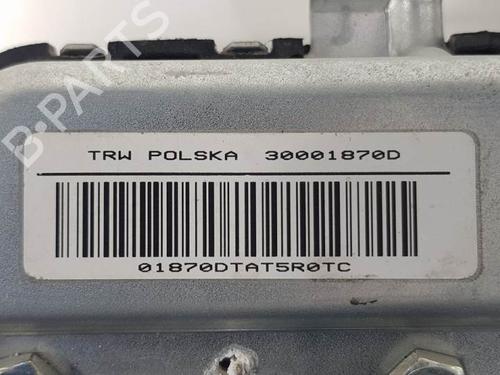 B-PARTS
TRW POLSKA 30001870D
01870DTAT5R0TC